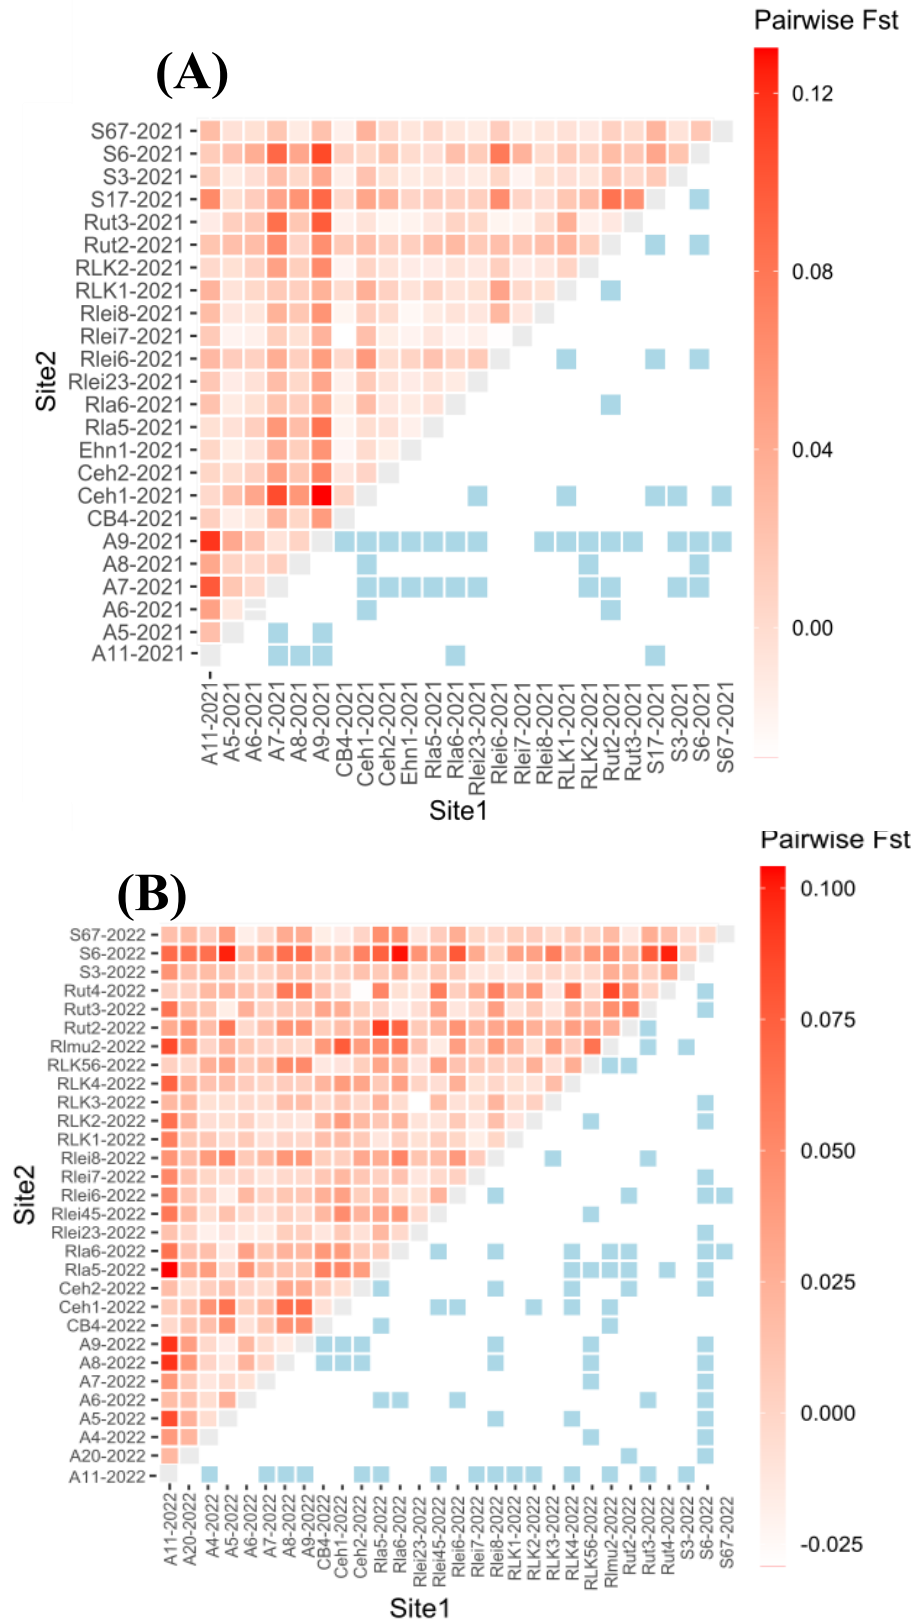 Pairwise Fst
(A)
0.12
0.08
0.04
0.00
Site2
S67-2021
S6-2021
S3-2021
S17-2021
Rut3-2021
Rut2-2021
RLK2-2021
RLK1-2021
Rlei8-2021
Rlei7-2021
Rlei6-2021
Rlei23-2021
Rla6-2021
Rla5-2021
Ehn1-2021
Ceh2-2021
Ceh1-2021
CB4-2021
A9-2021
A8-2021
A7-2021
A6-2021
A5-2021
A11-2021
A11-2021
A5-2021
A6-2021
A7-2021
A8-2021
A9-2021
CB4-2021
Ceh1-2021
Ceh2-2021
Ehn1-2021
Rla5-2021
Rla6-2021
Rlei23-2021
Rlei6-2021
Rlei7-2021
Rlei8-2021
RLK1-2021
RLK2-2021
Rut2-2021
Rut3-2021
S17-2021
S3-2021
S6-2021
S67-2021
Site1
Pairwise Fst
(B)
0.100
0.075
0.050
0.025
0.000
-0.025
Site2
S67-2022
S6-2022
S3-2022
Rut4-2022
Rut3-2022
Rut2-2022
Rlmu2-2022
RLK56-2022
RLK4-2022
RLK3-2022
RLK2-2022
RLK1-2022
Rlei8-2022
Rlei7-2022
Rlei6-2022
Rlei45-2022
Rlei23-2022
Rla6-2022
Rla5-2022
Ceh2-2022
Ceh1-2022
CB4-2022
A9-2022
A8-2022
A7-2022
A6-2022
A5-2022
A4-2022
A20-2022
A11-2022
A11-2022
A20-2022
A4-2022
A5-2022
A6-2022
A7-2022
A8-2022
A9-2022
CB4-2022
Ceh1-2022
Ceh2-2022
Rla5-2022
Rla6-2022
Rlei23-2022
Rlei45-2022
Rlei6-2022
Rlei7-2022
Rlei8-2022
RLK1-2022
RLK2-2022
RLK3-2022
RLK4-2022
RLK56-2022
Rlmu2-2022
Rut2-2022
Rut3-2022
Rut4-2022
S3-2022
S6-2022
S67-2022
Site1